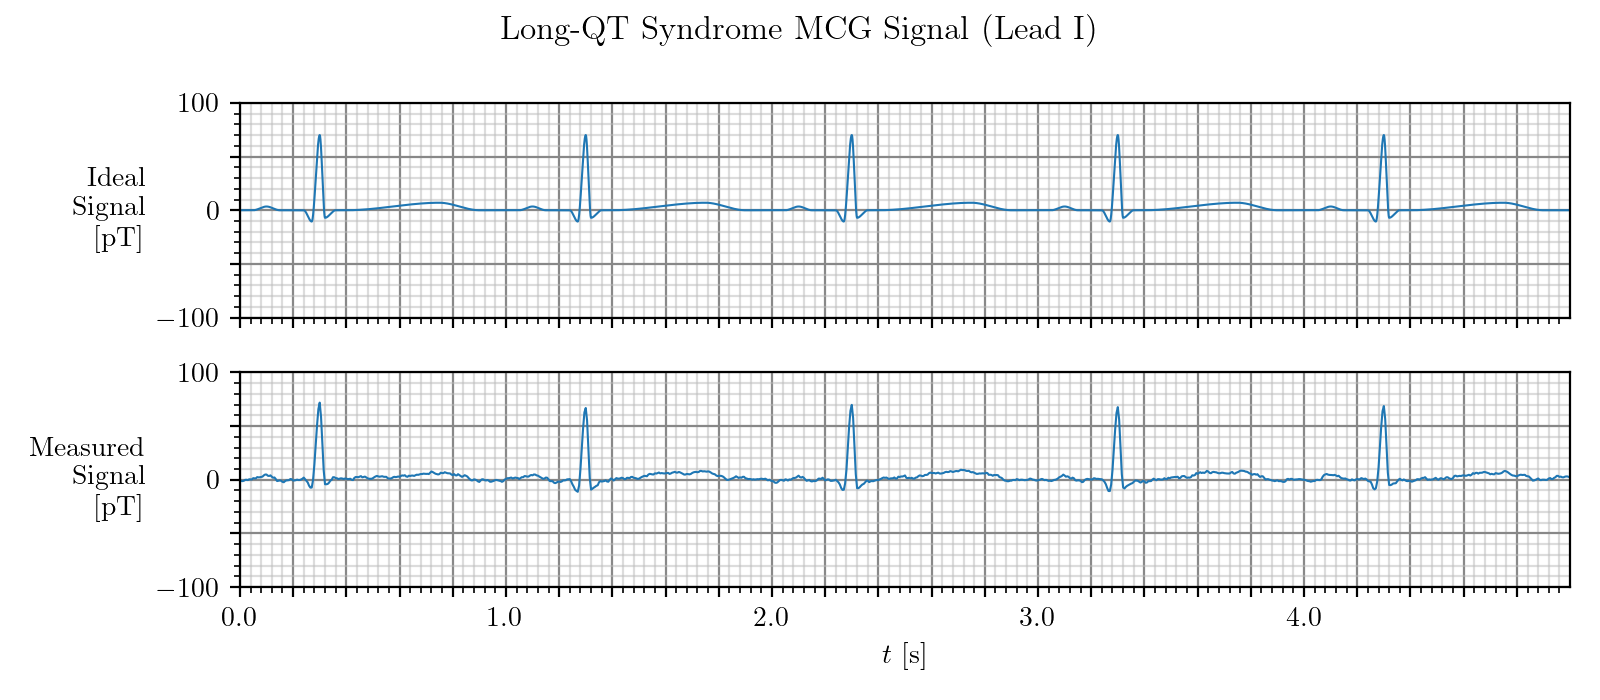 Long-QT Syndrome MCG Signal (Lead I)
100
0
−100
Ideal
Signal
[pT]
100
0
−100
Measured
Signal
[pT]
0.0 1.0 2.0 3.0 4.0
t [s]